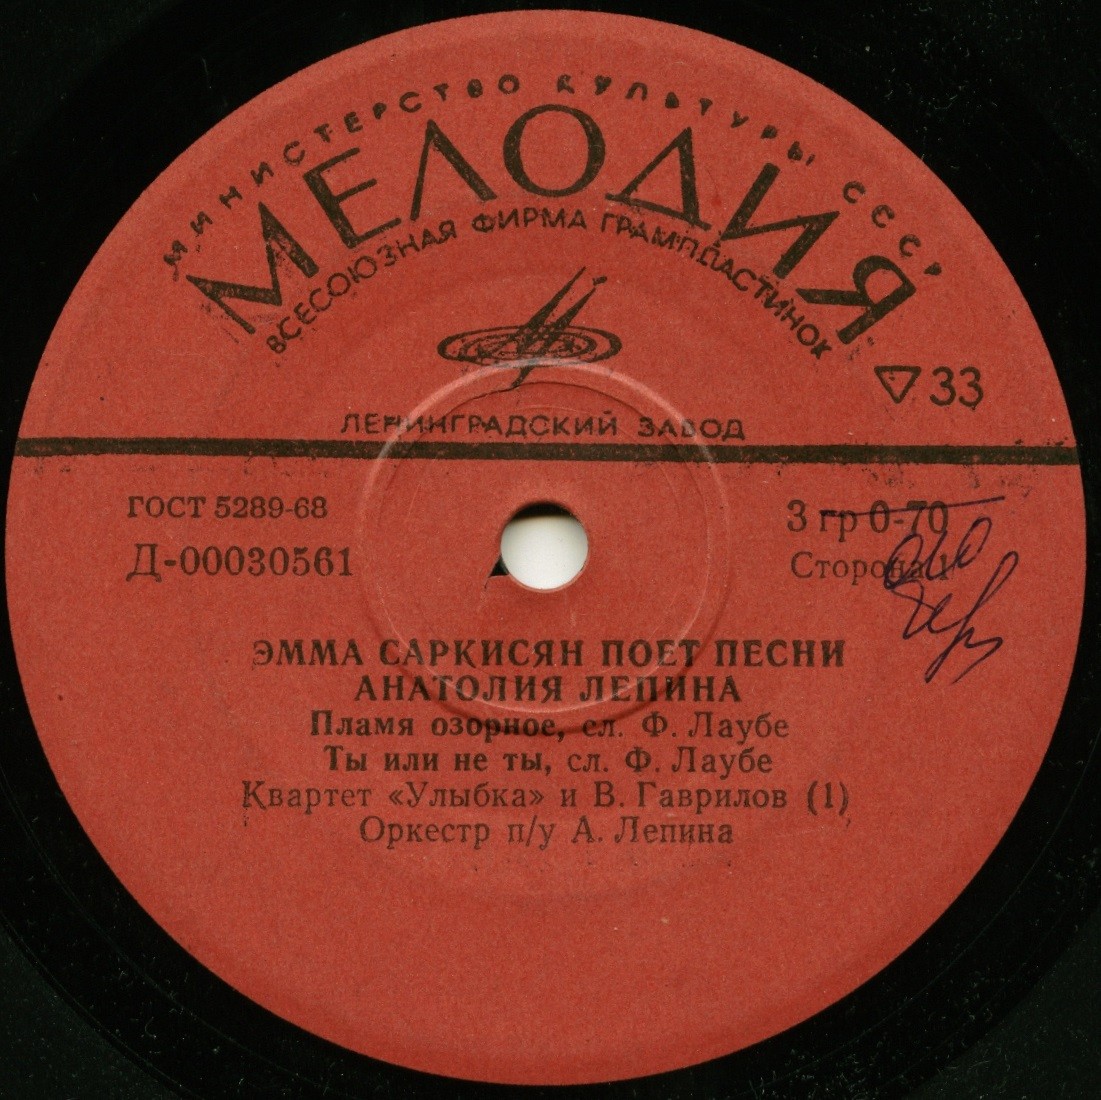 МИНИСТЕРСТВО КУЛЬТУРЫ СССР
МЕЛОДИЯ
ВСЕСОЮЗНАЯ ФИРМА ГРАМПЛАСТИНОК
33
ЛЕНИНГРАДСКИЙ ЗАВОД
ГОСТ 5289-68
3 гр 0-70
Д-00030561
Сторона 1
ЭММА САРКИСЯН ПОЕТ ПЕСНИ
АНАТОЛИЯ ЛЕПИНА
Пламя озорное, сл. Ф. Лаубе
Ты или не ты, сл. Ф. Лаубе
Квартет «Улыбка» и В. Гаврилов (1)
Оркестр п/у А. Лепина